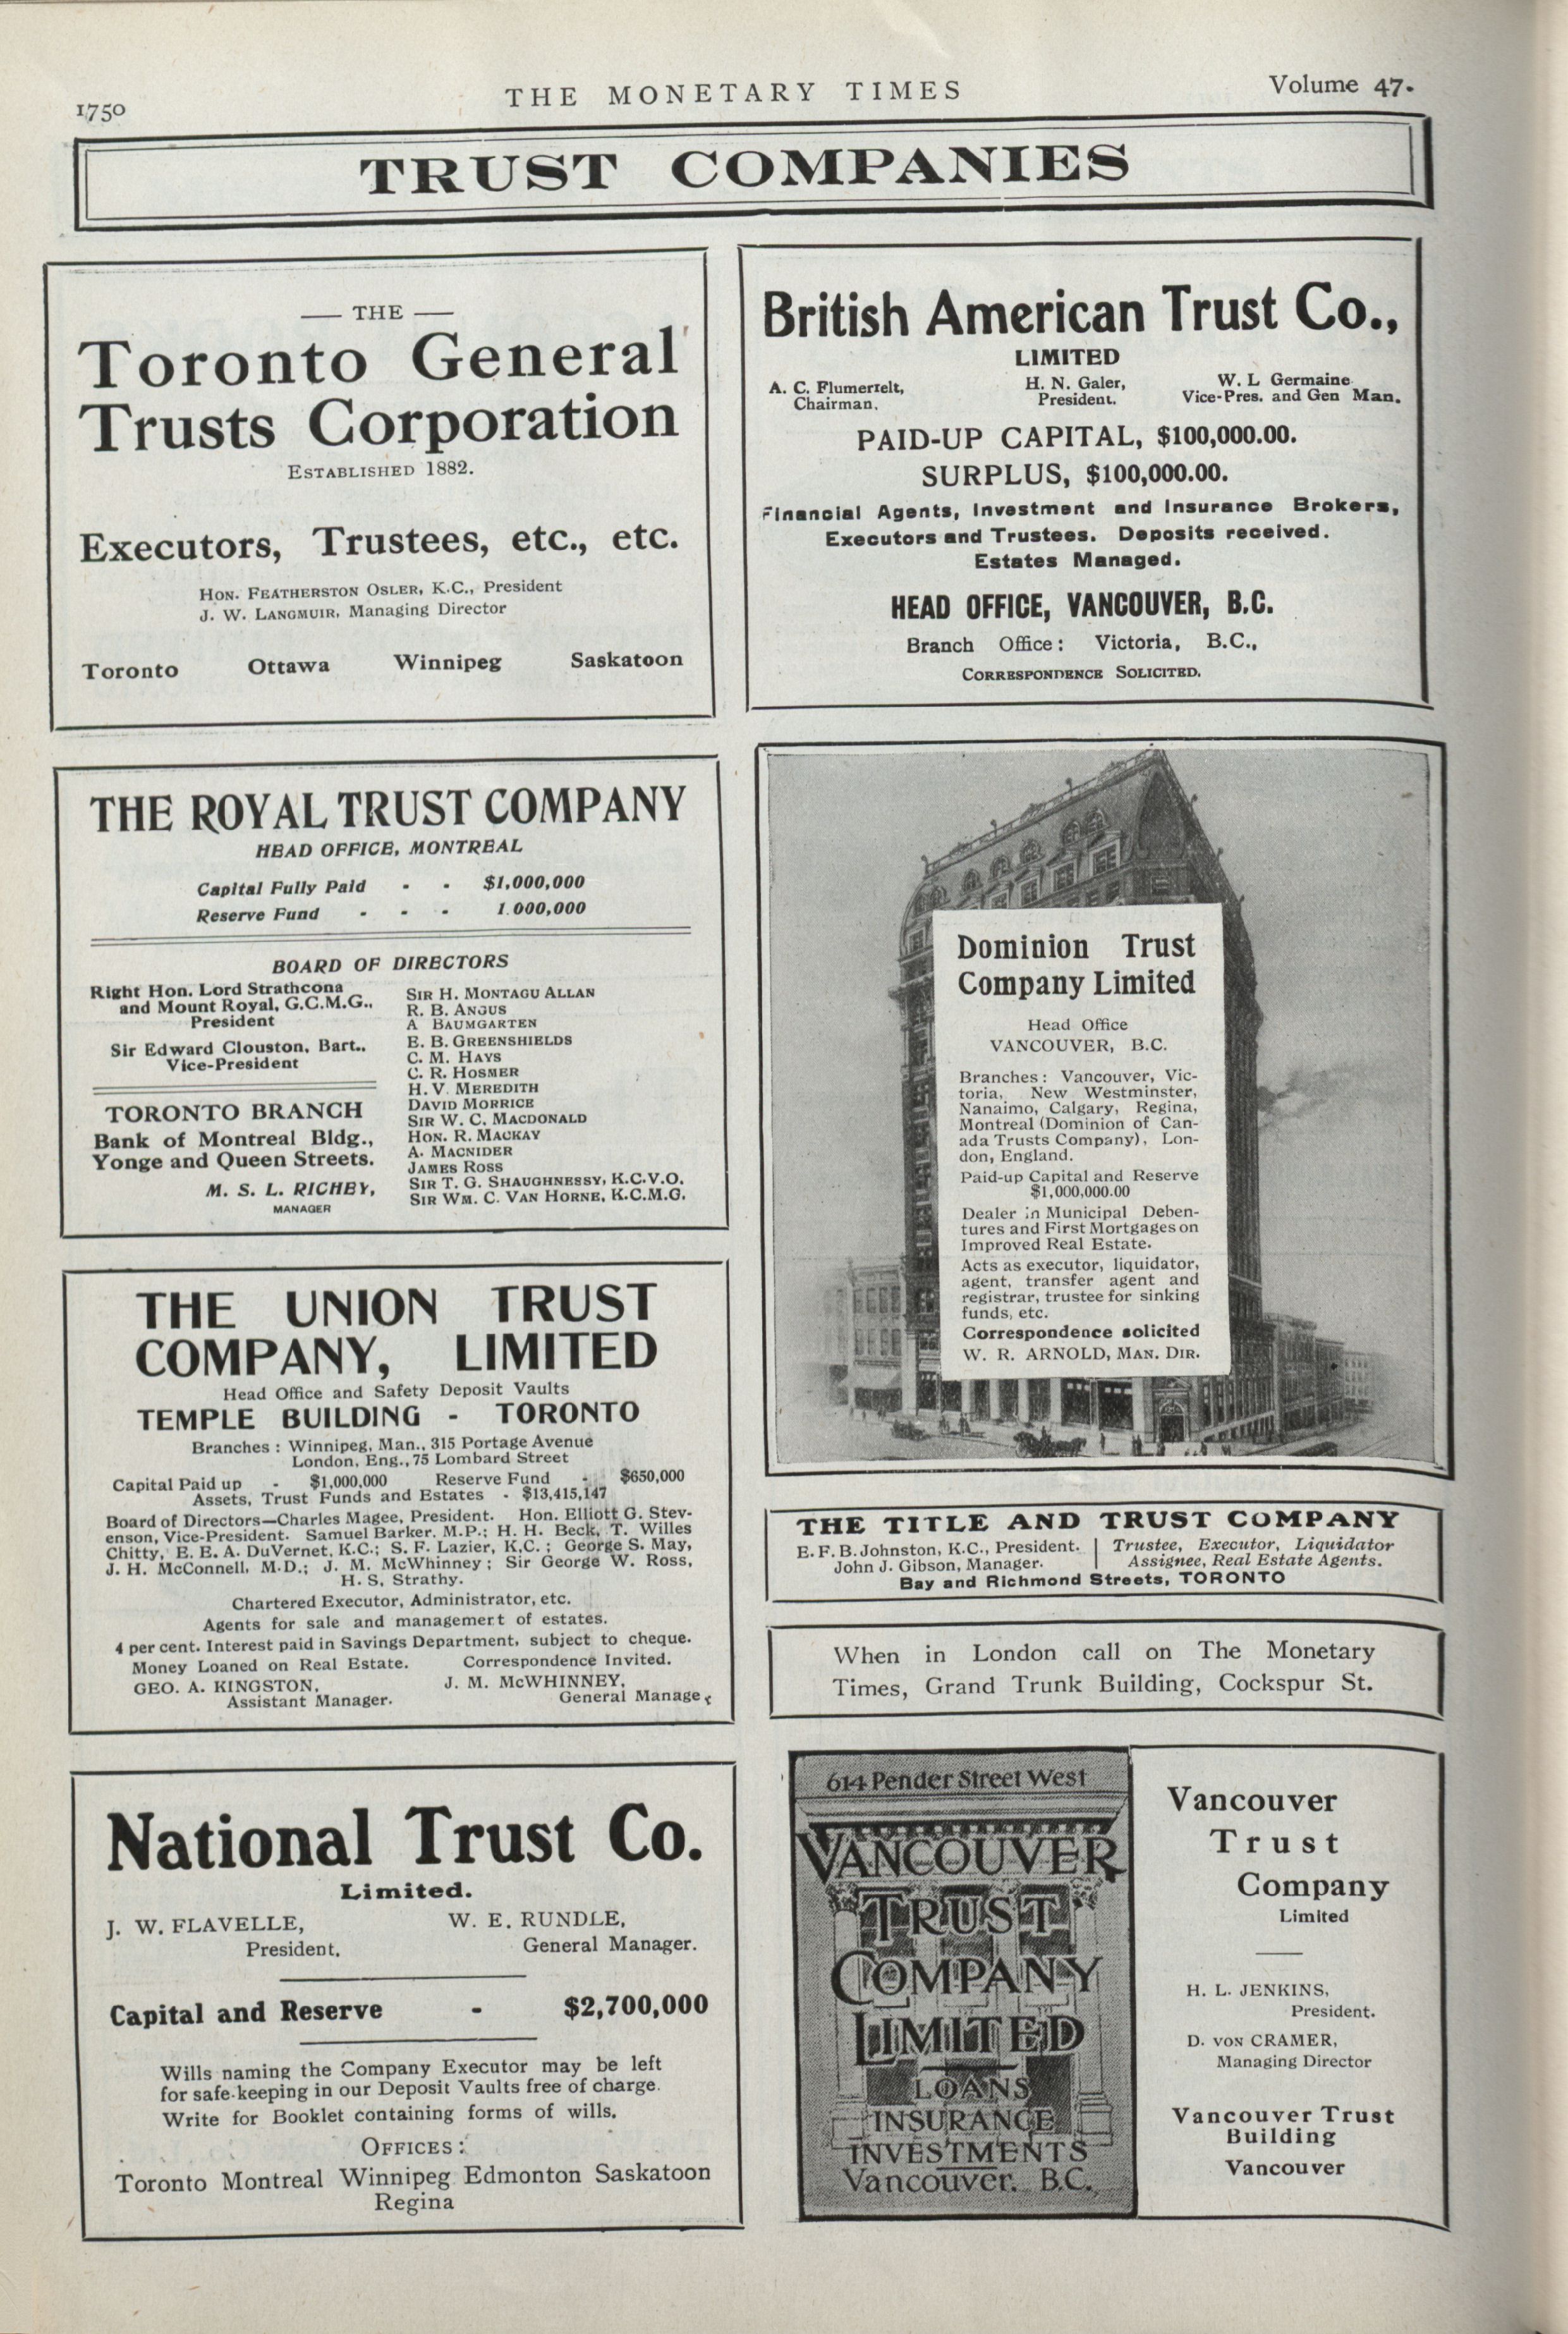 1750
THE MONETARY TIMES
Volume 47.
TRUST COMPANIES
— THE —
Toronto General
Trusts Corporation
ESTABLISHED 1882.
Executors, Trustees, etc., etc.
HON. FEATHERSTON OSLER, K.C., President
J. W. LANGMUIR, Managing Director
Toronto Ottawa Winnipeg Saskatoon
British American Trust Co.,
LIMITED
A. C. Flumerfelt, H. N. Galer, W. L Germaine
Chairman. President. Vice-Pres. and Gen Man.
PAID-UP CAPITAL, $100,000.00.
SURPLUS, $100,000.00.
Financial Agents, Investment and Insurance Brokers,
Executors and Trustees. Deposits received.
Estates Managed.
HEAD OFFICE, VANCOUVER, B.C.
Branch Office: Victoria, B.C.,
CORRESPONDENCE SOLICITED.
THE ROYAL TRUST COMPANY
HEAD OFFICE, MONTREAL
Capital Fully Paid - - $1,000,000
Reserve Fund - - - 1.000,000
BOARD OF DIRECTORS
Right Hon. Lord Strathcona
and Mount Royal, G.C.M.G.,
President
Sir Edward Clouston, Bart.,
Vice-President
TORONTO BRANCH
Bank of Montreal Bldg.,
Yonge and Queen Streets.
M. S. L. RICHEY,
MANAGER
SIR H. MONTAGU ALLAN
R. B. ANGUS
A BAUMGARTEN
E. B. GREENSHIELDS
C. M. HAYS
C. R. HOSMER
H. V. MEREDITH
DAVID MORRICE
SIR W. C. MACDONALD
HON. R. MACKAY
A. MACNIDER
JAMES ROSS
SIR T. G. SHAUGHNESSY, K.C.V.O.
SIR WM. C. VAN HORNE, K.C.M.G.
Dominion Trust
Company Limited
Head Office
VANCOUVER, B.C.
Branches: Vancouver, Vic-
toria, New Westminster,
Nanaimo, Calgary, Regina,
Montreal (Dominion of Can-
ada Trusts Company), Lon-
don, England.
Paid-up Capital and Reserve
$1,000,000.00
Dealer in Municipal Deben-
tures and First Mortgages on
Improved Real Estate.
Acts as executor, liquidator,
agent, transfer agent and
registrar, trustee for sinking
funds, etc.
Correspondence solicited
W. R. ARNOLD, MAN. DIR.
THE UNION TRUST
COMPANY, LIMITED
Head Office and Safety Deposit Vaults
TEMPLE BUILDING - TORONTO
Branches: Winnipeg, Man., 315 Portage Avenue
London, Eng., 75 Lombard Street
Capital Paid up - $1,000,000 Reserve Fund - $650,000
Assets, Trust Funds and Estates - $13,415,147
Board of Directors—Charles Magee, President. Hon. Elliott G. Stev-
enson, Vice-President. Samuel Barker, M.P.; H. H. Beck, T. Willes
Chitty, E. E. A. DuVernet, K.C.; S. F. Lazier, K.C.; George S. May,
J. H. McConnell, M.D.; J. M. McWhinney; Sir George W. Ross,
H. S. Strathy.
Chartered Executor, Administrator, etc.
Agents for sale and management of estates.
4 per cent. Interest paid in Savings Department, subject to cheque.
Money Loaned on Real Estate. Correspondence Invited.
GEO. A. KINGSTON, J. M. McWHINNEY,
Assistant Manager. General Manager
THE TITLE AND TRUST COMPANY
E. F. B. Johnston, K.C., President. | Trustee, Executor, Liquidator
John J. Gibson, Manager. | Assignee, Real Estate Agents.
Bay and Richmond Streets, TORONTO
When in London call on The Monetary
Times, Grand Trunk Building, Cockspur St.
National Trust Co.
Limited.
J. W. FLAVELLE, W. E. RUNDLE,
President. General Manager.
Capital and Reserve - $2,700,000
Wills naming the Company Executor may be left
for safe-keeping in our Deposit Vaults free of charge.
Write for Booklet containing forms of wills.
OFFICES:
Toronto Montreal Winnipeg Edmonton Saskatoon
Regina
614 Pender Street West
VANCOUVER
TRUST
COMPANY
LIMITED
LOANS
INSURANCE
INVESTMENTS
Vancouver. B.C.
Vancouver
Trust
Company
Limited
H. L. JENKINS,
President.
D. VON CRAMER,
Managing Director
Vancouver Trust
Building
Vancouver